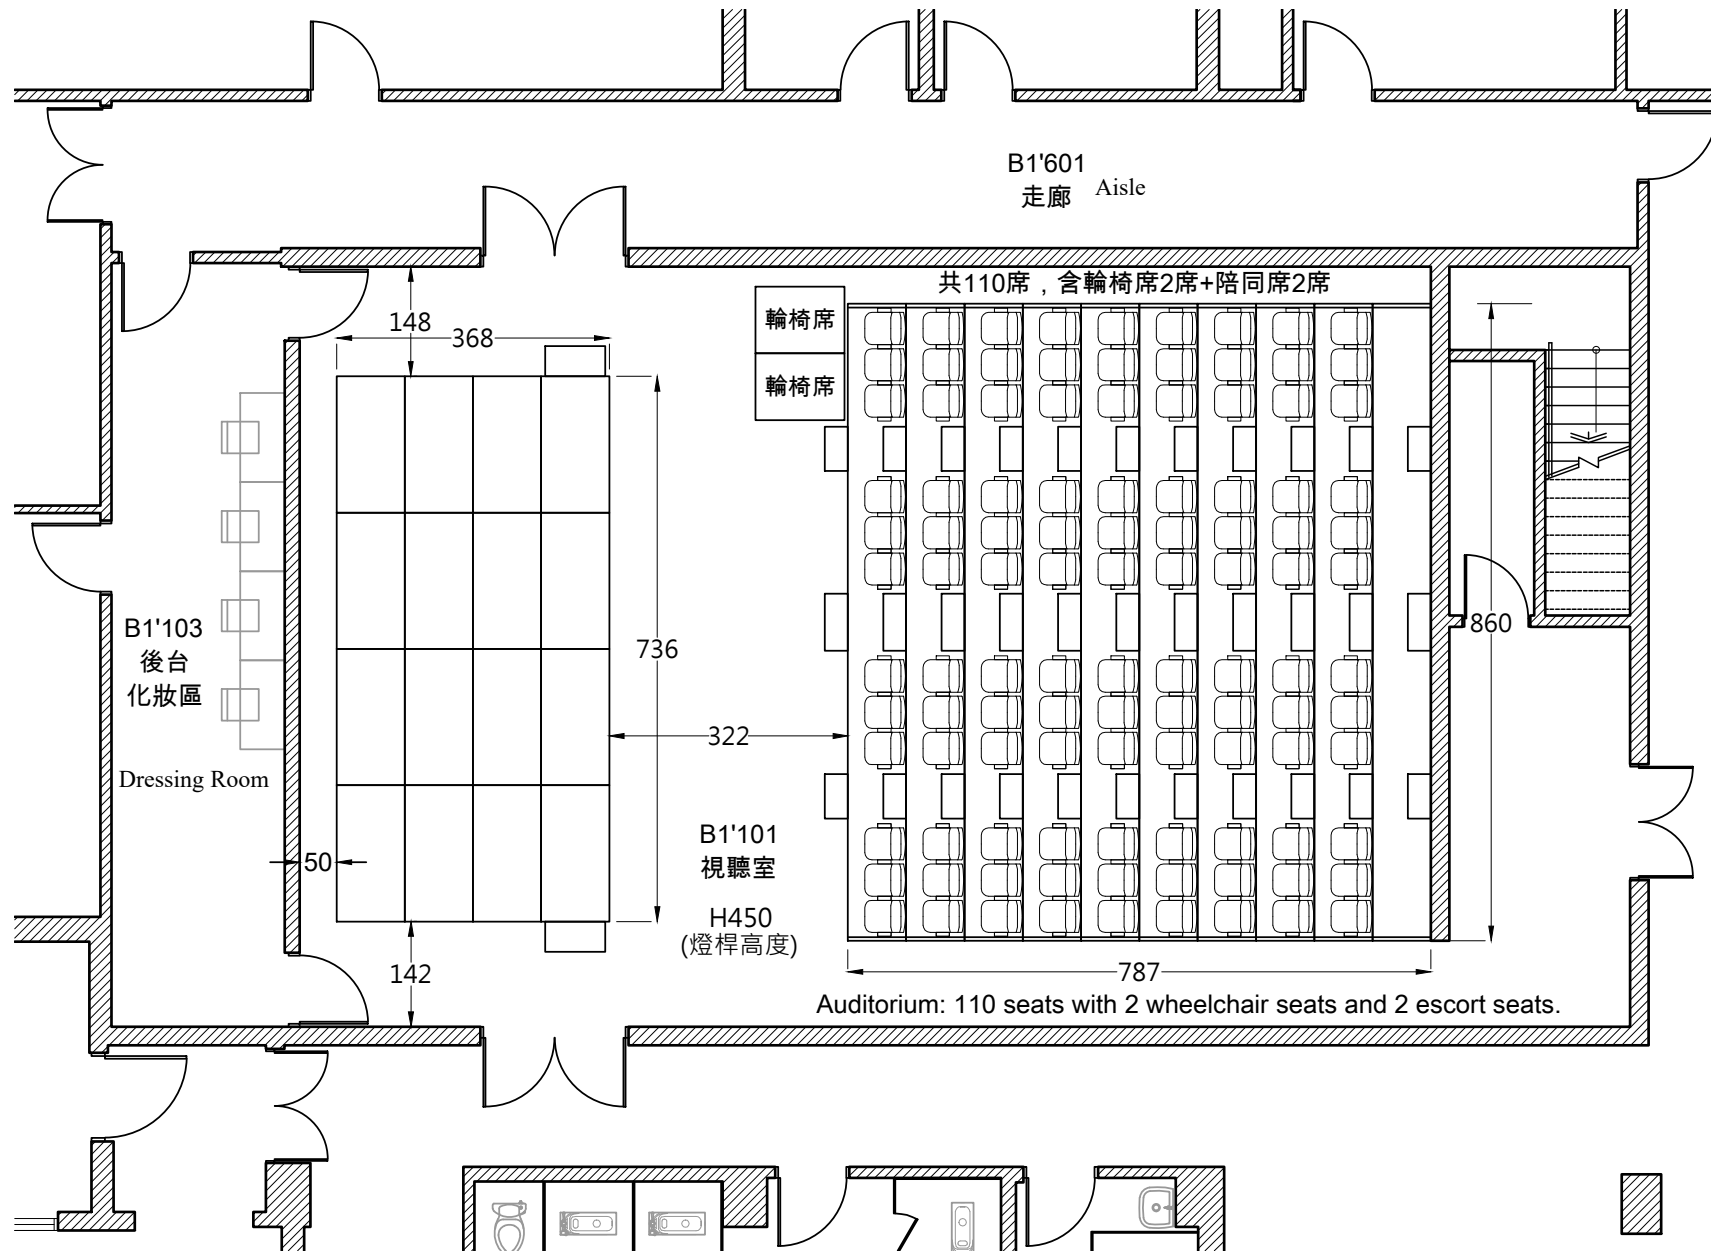 B1'601
走廊 Aisle
共110席，含輪椅席2席+陪同席2席
輪椅席
輪椅席
148
368
736
860
B1'103
後台
化妝區
Dressing Room
322
50
B1'101
視聽室
H450
(燈桿高度)
142
787
Auditorium: 110 seats with 2 wheelchair seats and 2 escort seats.